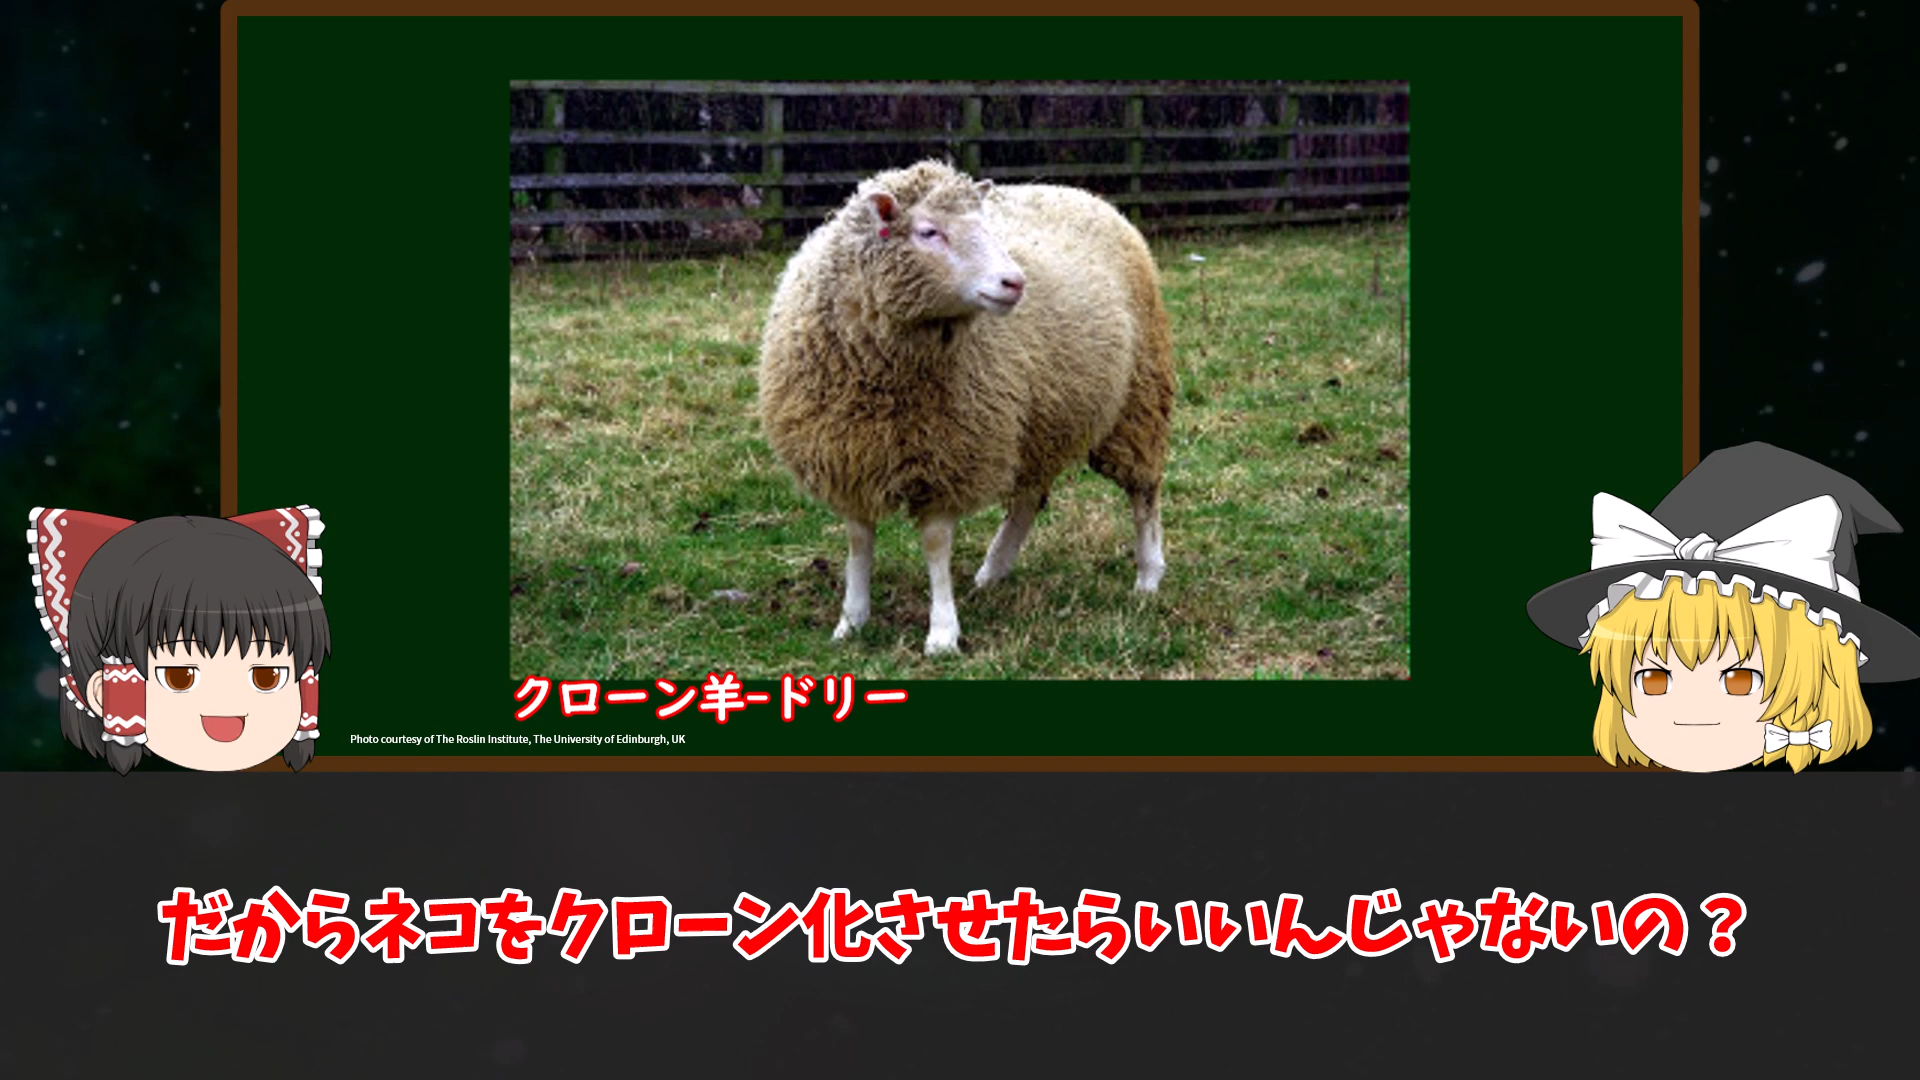 クローン羊-ドリー
Photo courtesy of The Roslin Institute, The University of Edinburgh, UK
だからネコをクローン化させたらいいんじゃないの？